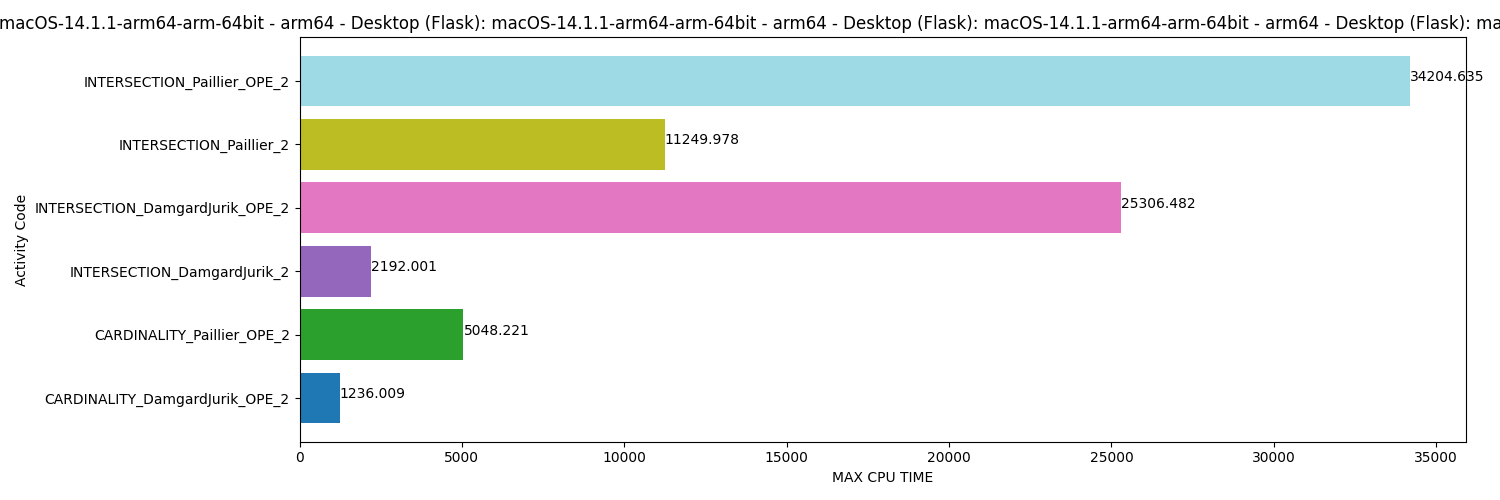 macOS-14.1.1-arm64-arm-64bit - arm64 - Desktop (Flask): macOS-14.1.1-arm64-arm-64bit - arm64 - Desktop (Flask): macOS-14.1.1-arm64-arm-64bit - arm64 - Desktop (Flask): ma
INTERSECTION_Paillier_OPE_2
34204.635
INTERSECTION_Paillier_2
11249.978
INTERSECTION_DamgardJurik_OPE_2
25306.482
INTERSECTION_DamgardJurik_2
2192.001
CARDINALITY_Paillier_OPE_2
5048.221
CARDINALITY_DamgardJurik_OPE_2
1236.009
Activity Code
0 5000 10000 15000 20000 25000 30000 35000
MAX CPU TIME